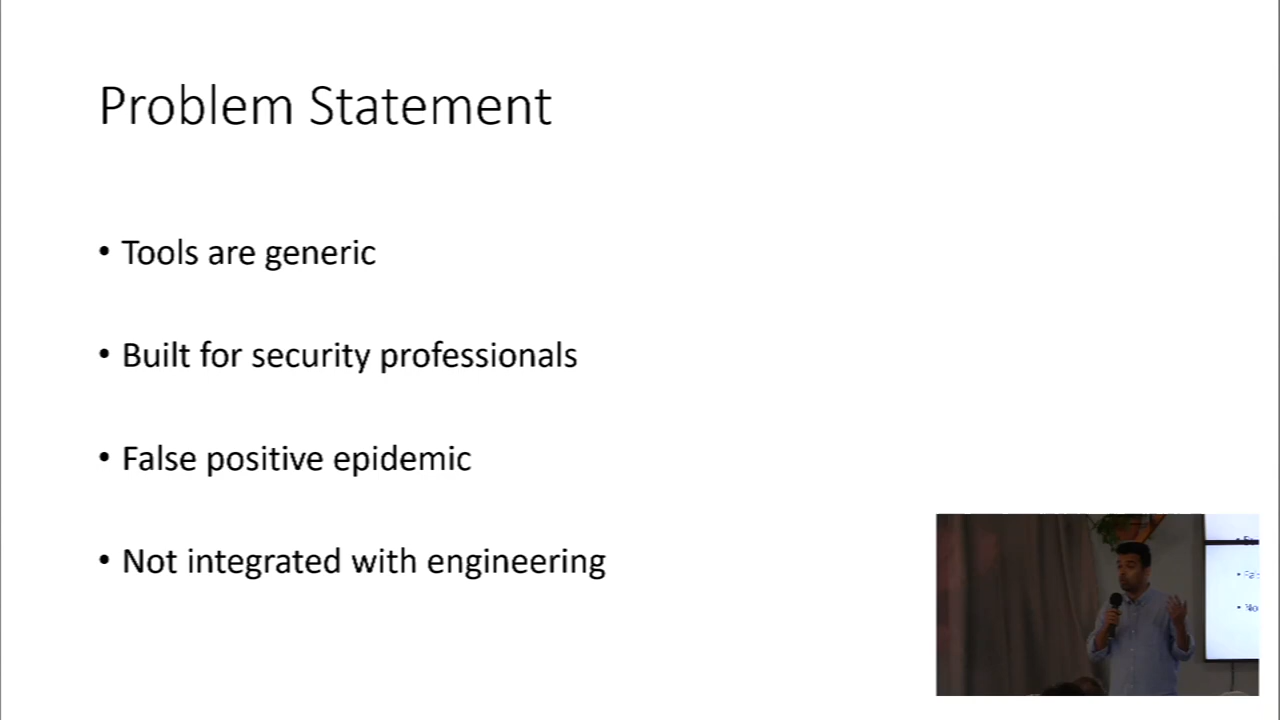 Problem Statement
• Tools are generic
• Built for security professionals
• False positive epidemic
• Not integrated with engineering